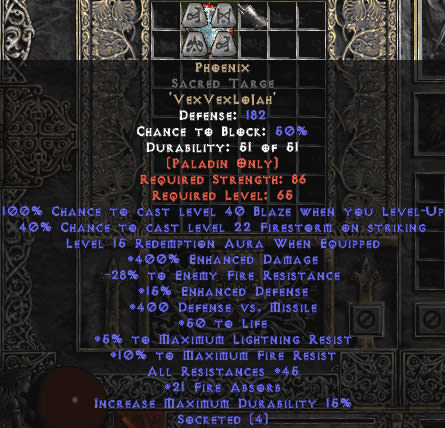 Phoenix
Sacred Targe
'VexVexLoJah'
Defense: 182
Chance to Block: 50%
Durability: 51 of 51
(Paladin Only)
Required Strength: 86
Required Level: 65
100% Chance to cast level 40 Blaze when you Level-Up
40% Chance to cast level 22 Firestorm on striking
Level 15 Redemption Aura When Equipped
+400% Enhanced Damage
-28% to Enemy Fire Resistance
+15% Enhanced Defense
+400 Defense vs. Missile
+50 to Life
+5% to Maximum Lightning Resist
+10% to Maximum Fire Resist
All Resistances +45
+21 Fire Absorb
Increase Maximum Durability 15%
Socketed (4)